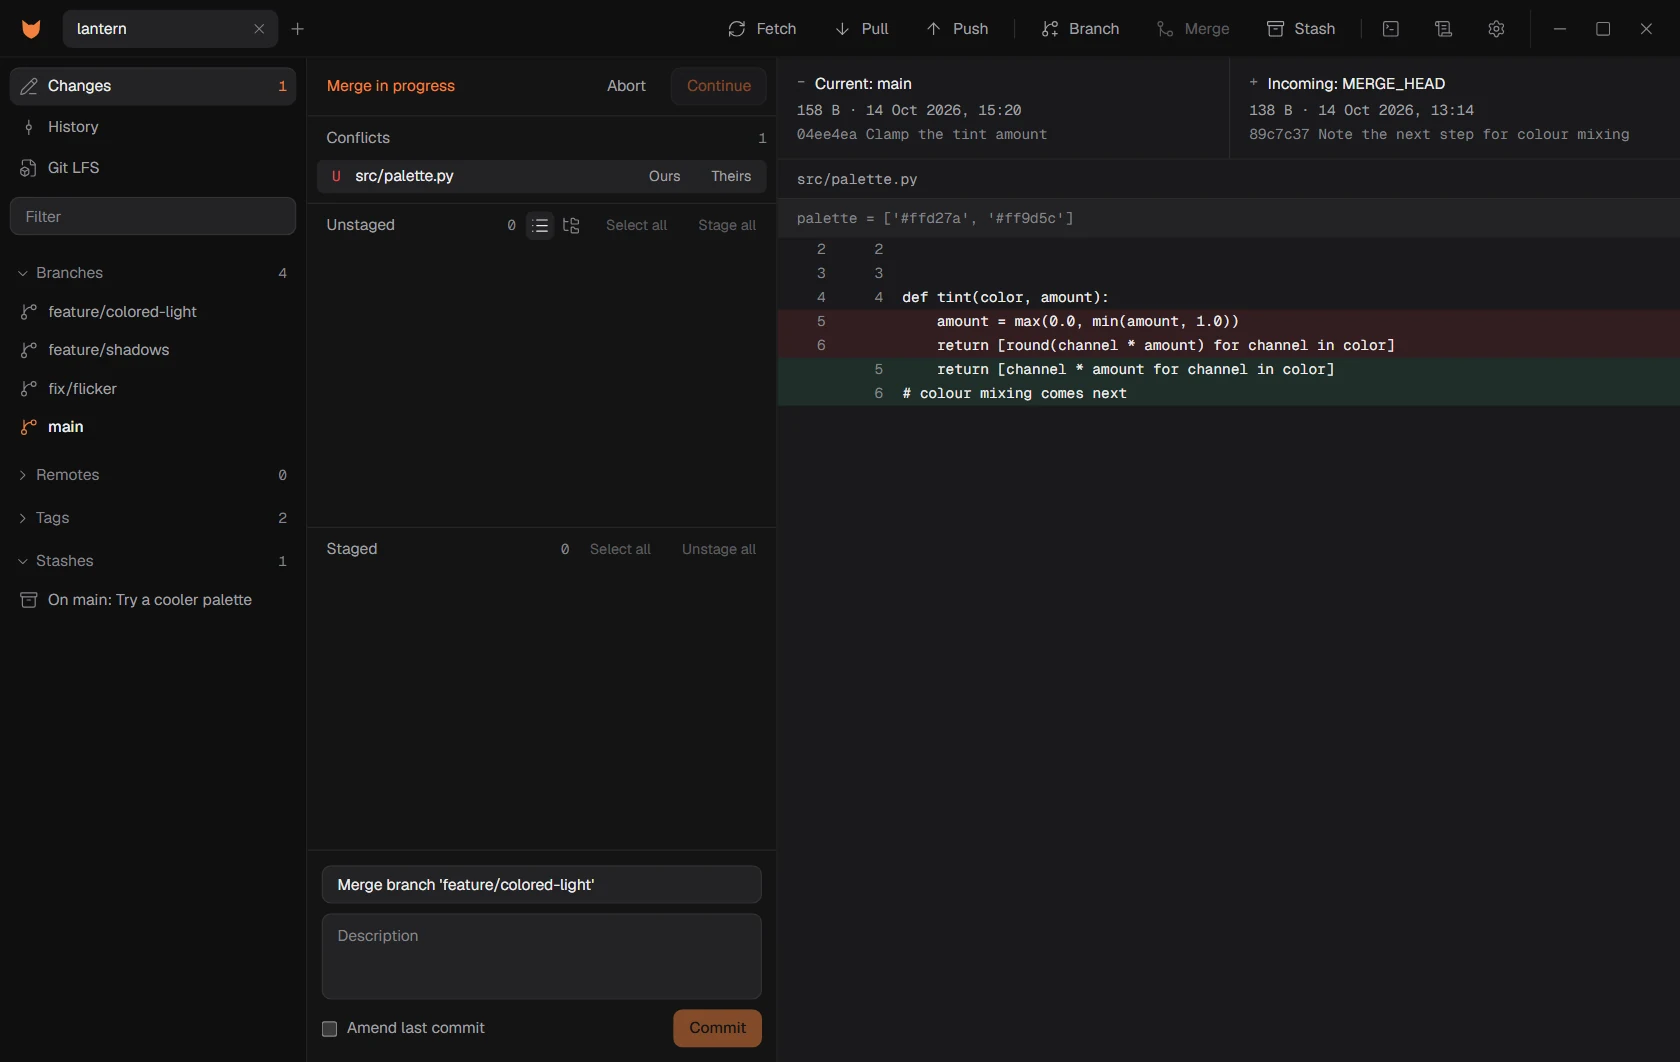 lantern
Fetch
Pull
Push
Branch
Merge
Stash
Changes 1
History
Git LFS
Filter
Branches 4
feature/colored-light
feature/shadows
fix/flicker
main
Remotes 0
Tags 2
Stashes 1
On main: Try a cooler palette
Merge in progress Abort Continue
Conflicts 1
U src/palette.py Ours Theirs
Unstaged 0 Select all Stage all
Staged 0 Select all Unstage all
Merge branch 'feature/colored-light'
Description
Amend last commit Commit
- Current: main
158 B · 14 Oct 2026, 15:20
04ee4ea Clamp the tint amount
+ Incoming: MERGE_HEAD
138 B · 14 Oct 2026, 13:14
89c7c37 Note the next step for colour mixing
src/palette.py
palette = ['#ffd27a', '#ff9d5c']
2 2
3 3
4 4 def tint(color, amount):
5 amount = max(0.0, min(amount, 1.0))
6 return [round(channel * amount) for channel in color]
5 return [channel * amount for channel in color]
6 # colour mixing comes next